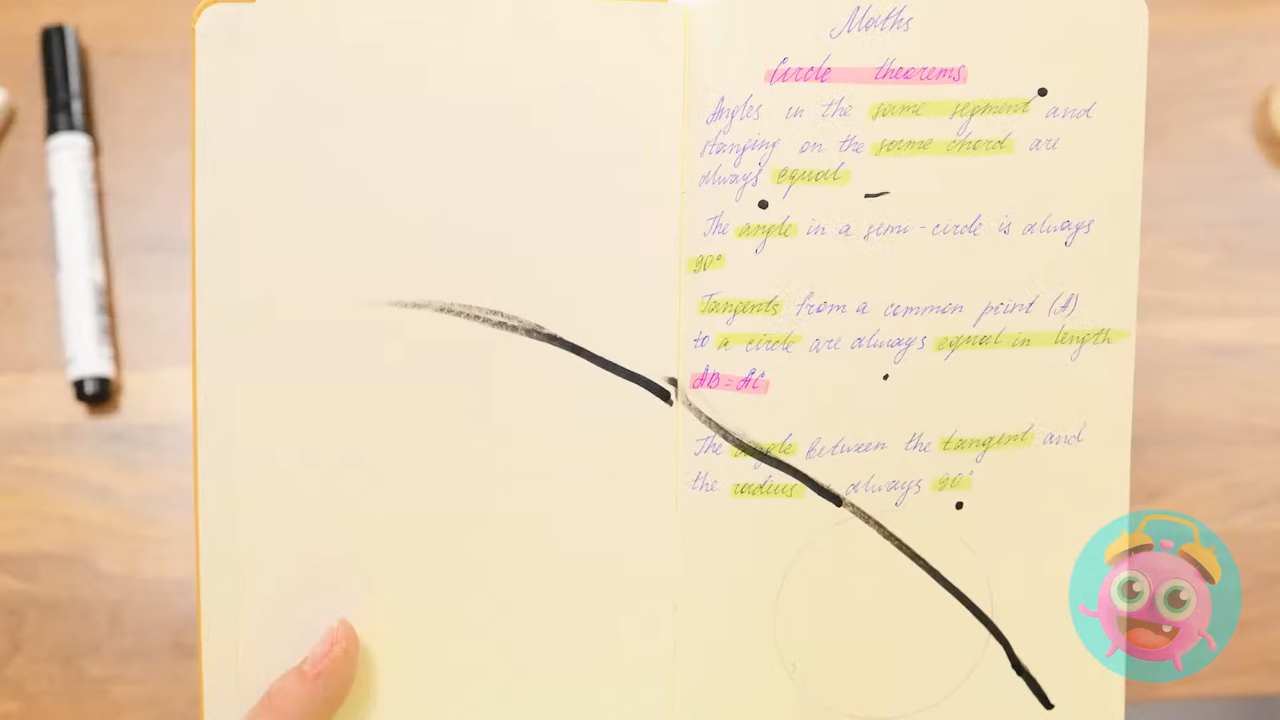 Maths
Circle theorems
Angles in the same segment and
stanging on the same chord are
always equal
The angle in a semi-circle is always
90°
Tangents from a common point (A)
to a circle are always equal in length
AB = AC
The angle between the tangent and
the radius always 90°